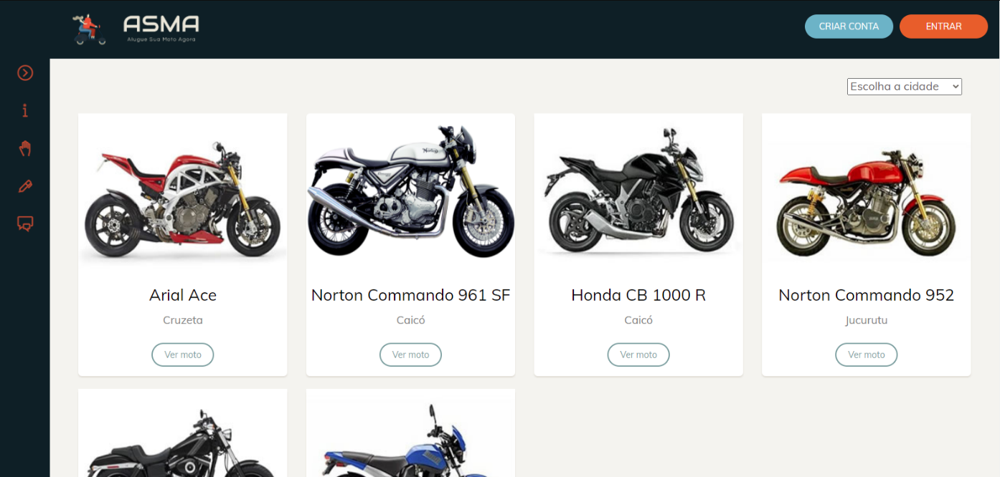 ASMA
Alugue Sua Moto Agora
CRIAR CONTA
ENTRAR
Escolha a cidade
Norton
Arial Ace
Norton Commando 961 SF
Honda CB 1000 R
Norton Commando 952
Cruzeta
Caicó
Caicó
Jucurutu
Ver moto
Ver moto
Ver moto
Ver moto